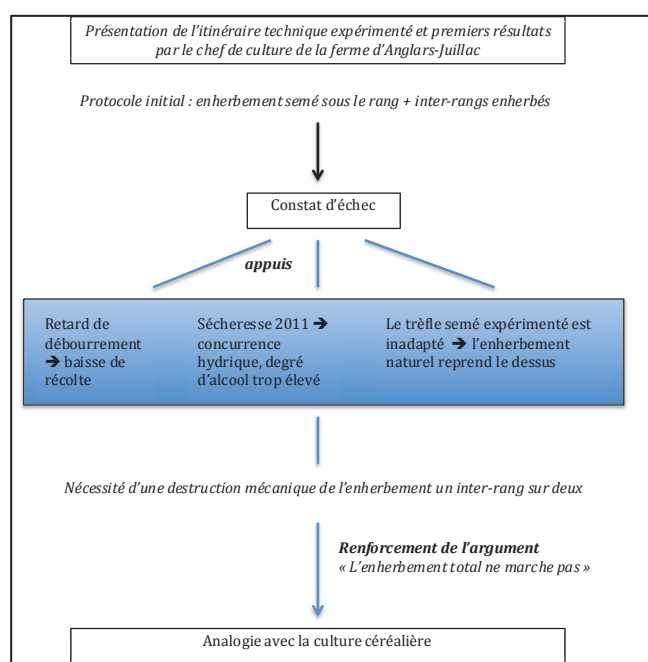 Présentation de l'itinéraire technique expérimenté et premiers résultats
par le chef de culture de la ferme d'Anglars-Juillac
Protocole initial : enherbement semé sous le rang + inter-rangs enherbés
Constat d'échec
appuis
Retard de
débourrement
➔ baisse de
récolte
Sécheresse 2011 ➔
concurrence
hydrique, degré
d'alcool trop élevé
Le trèfle semé expérimenté est
inadapté ➔ l'enherbement
naturel reprend le dessus
Nécessité d'une destruction mécanique de l'enherbement un inter-rang sur deux
Renforcement de l'argument
« L'enherbement total ne marche pas »
Analogie avec la culture céréalière